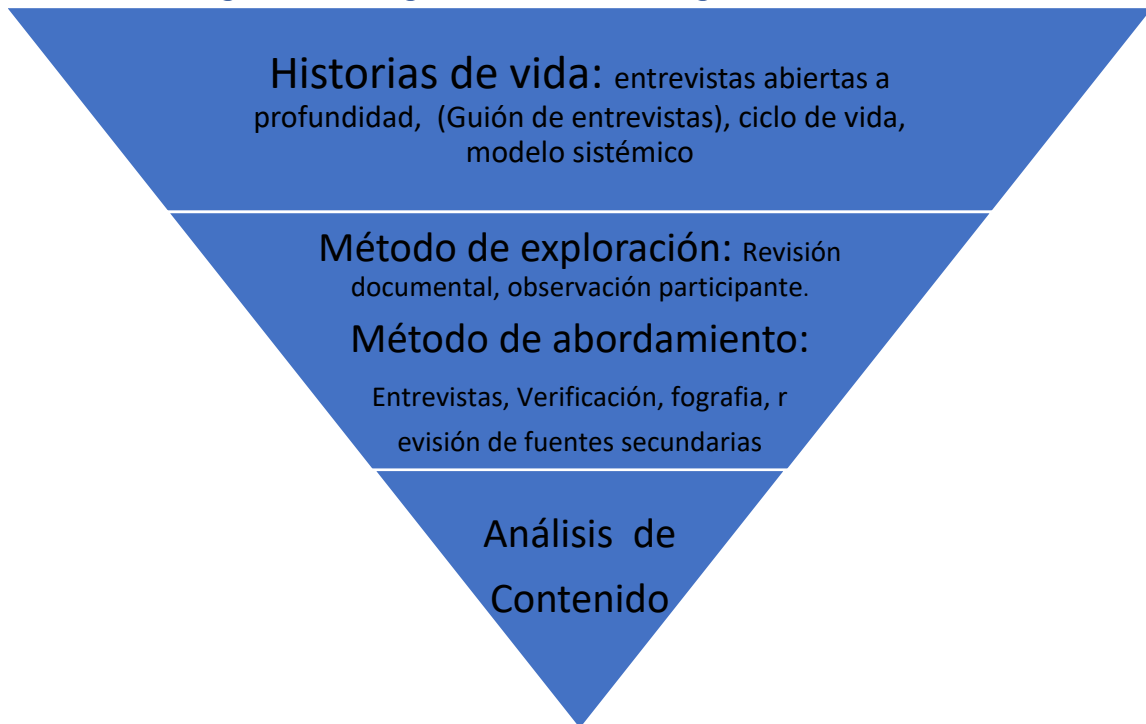 Historias de vida: entrevistas abiertas a
profundidad, (Guión de entrevistas), ciclo de vida,
modelo sistémico
Método de exploración: Revisión
documental, observación participante.
Método de abordamiento:
Entrevistas, Verificación, fografia, r
evisión de fuentes secundarias
Análisis de
Contenido